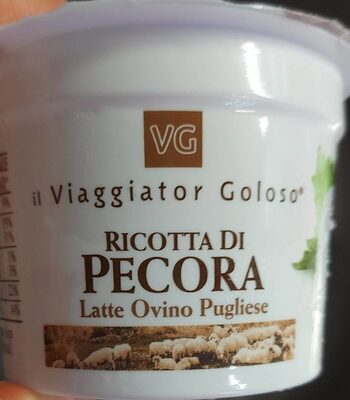 VG
il Viaggiator Goloso®
RICOTTA DI
PECORA
Latte Ovino Pugliese